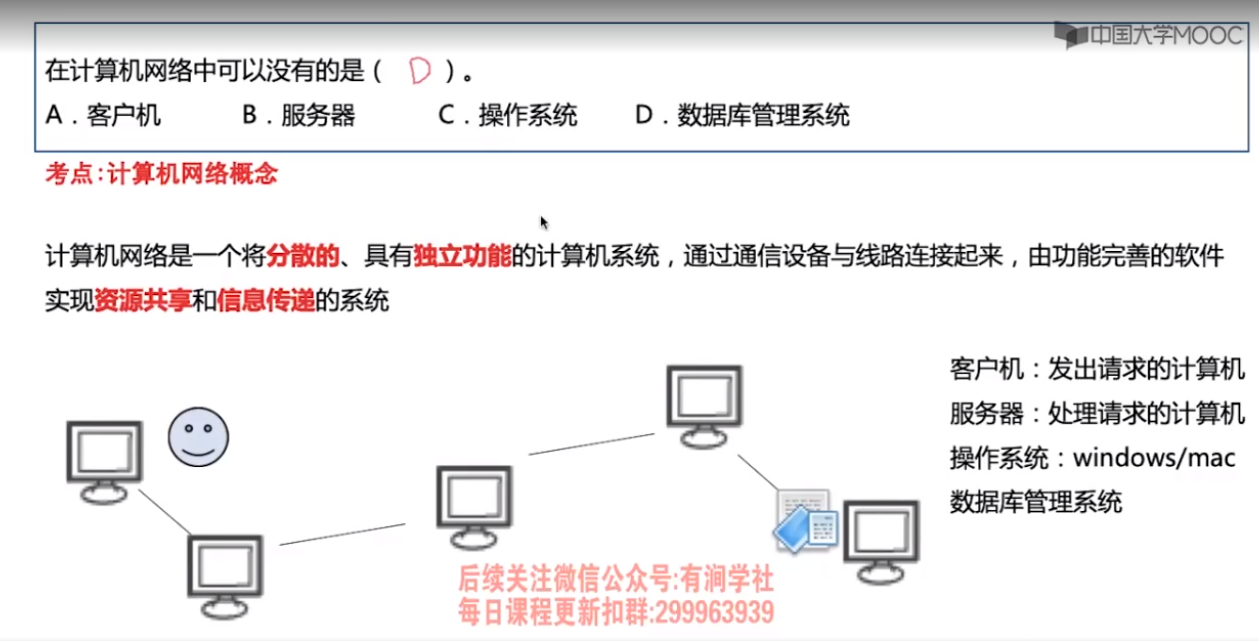 中国大学MOOC
在计算机网络中可以没有的是（ D ）。
A．客户机 B．服务器 C．操作系统 D．数据库管理系统
考点:计算机网络概念
计算机网络是一个将分散的、具有独立功能的计算机系统，通过通信设备与线路连接起来，由功能完善的软件
实现资源共享和信息传递的系统
客户机：发出请求的计算机
服务器：处理请求的计算机
操作系统：windows/mac
数据库管理系统
后续关注微信公众号:有涧学社
每日课程更新扣群:299963939